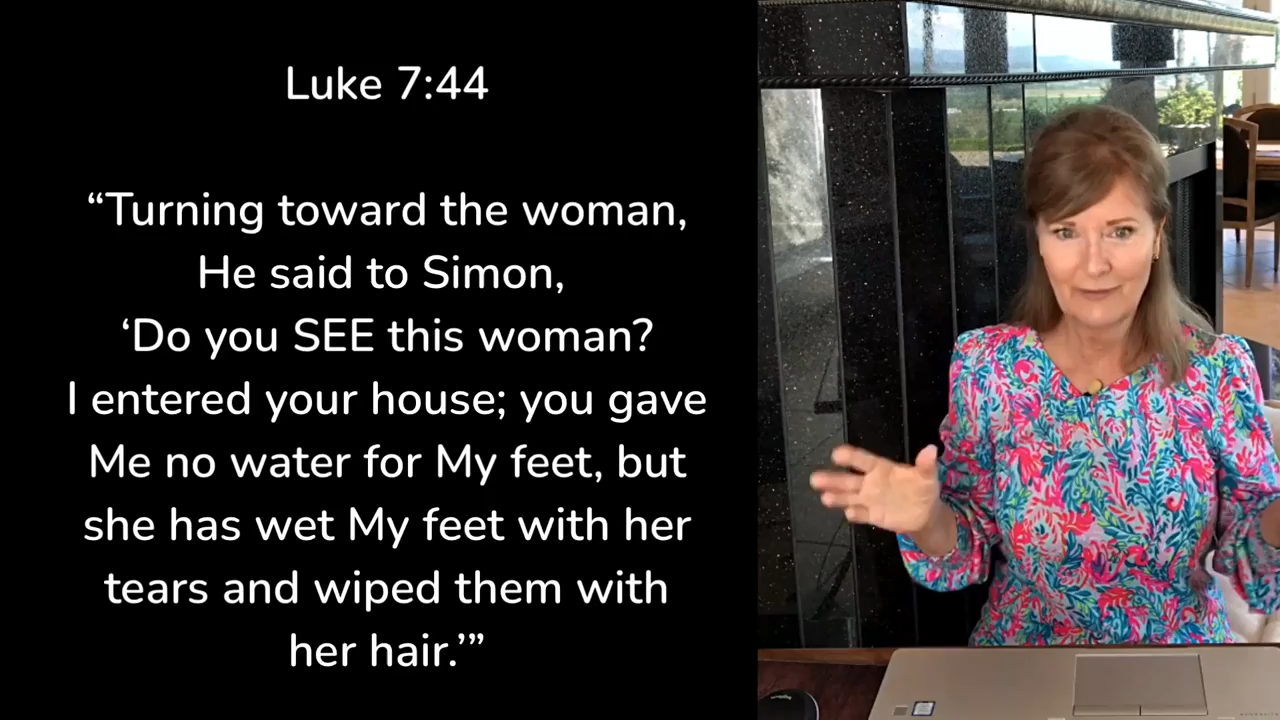 Luke 7:44
“Turning toward the woman,
He said to Simon,
‘Do you SEE this woman?
I entered your house; you gave
Me no water for My feet, but
she has wet My feet with her
tears and wiped them with
her hair.’”